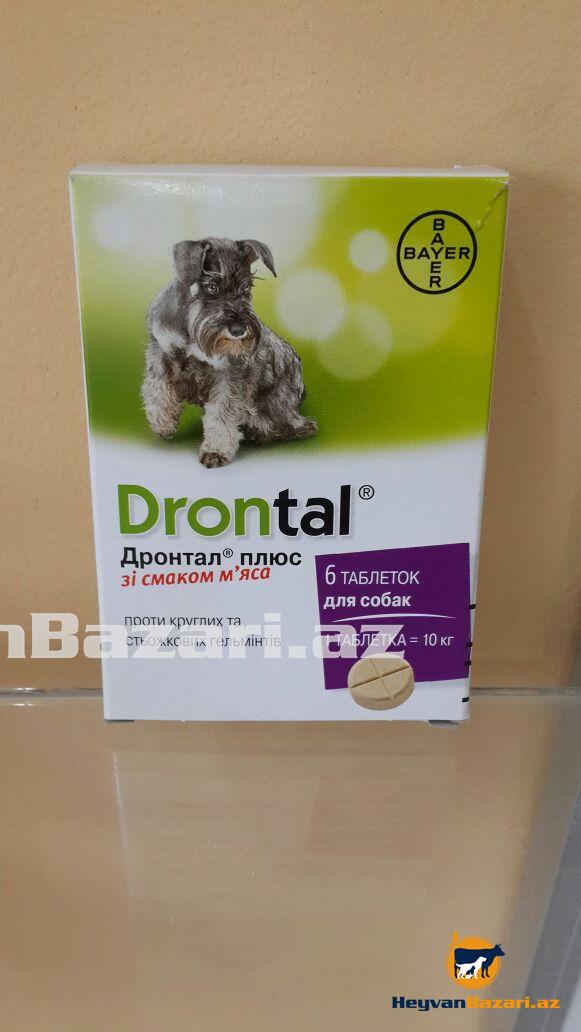 BAYER
BAYER
Drontal®
Дронтал® плюс
зі смаком м'яса
6 ТАБЛЕТОК
для собак
1 ТАБЛЕТКА = 10 кг
проти круглих та
стьожкових гельмінтів
nBazari.az
HeyvanBazari.az